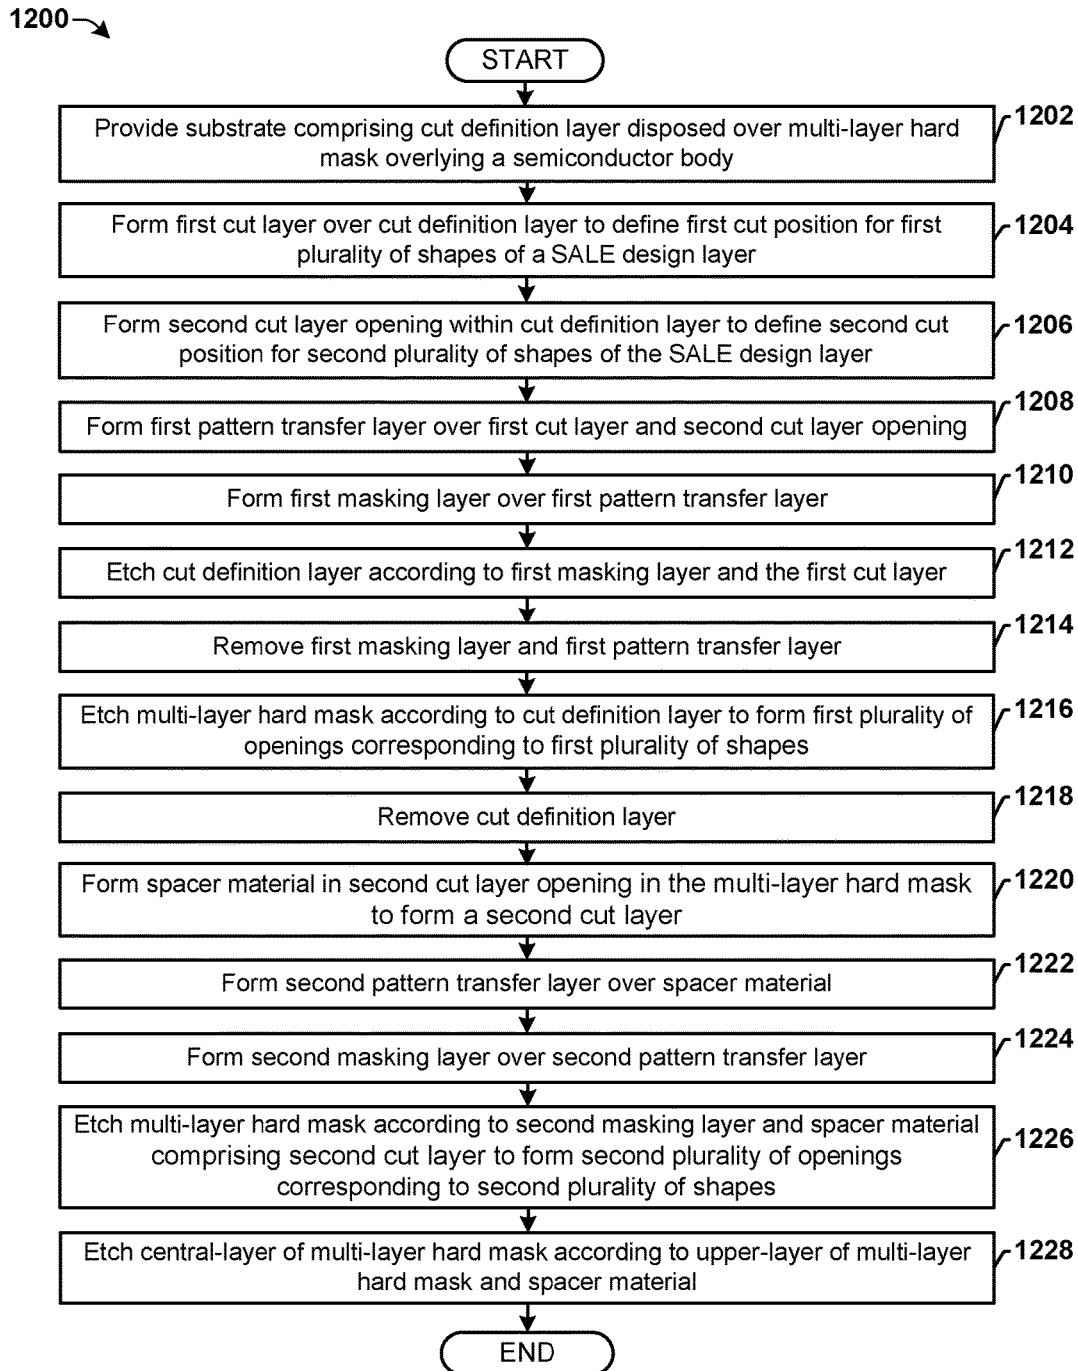 1200
START
Provide substrate comprising cut definition layer disposed over multi-layer hard
mask overlying a semiconductor body
1202
Form first cut layer over cut definition layer to define first cut position for first
plurality of shapes of a SALE design layer
1204
Form second cut layer opening within cut definition layer to define second cut
position for second plurality of shapes of the SALE design layer
1206
Form first pattern transfer layer over first cut layer and second cut layer opening
1208
Form first masking layer over first pattern transfer layer
1210
Etch cut definition layer according to first masking layer and the first cut layer
1212
Remove first masking layer and first pattern transfer layer
1214
Etch multi-layer hard mask according to cut definition layer to form first plurality of
openings corresponding to first plurality of shapes
1216
Remove cut definition layer
1218
Form spacer material in second cut layer opening in the multi-layer hard mask
to form a second cut layer
1220
Form second pattern transfer layer over spacer material
1222
Form second masking layer over second pattern transfer layer
1224
Etch multi-layer hard mask according to second masking layer and spacer material
comprising second cut layer to form second plurality of openings
corresponding to second plurality of shapes
1226
Etch central-layer of multi-layer hard mask according to upper-layer of multi-layer
hard mask and spacer material
1228
END